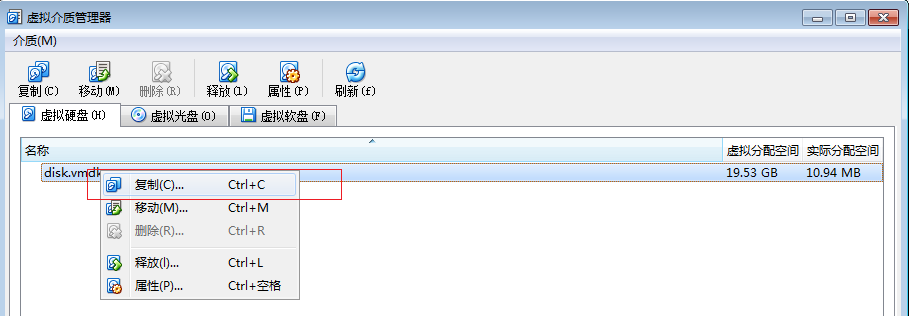 虚拟介质管理器
介质(M)
复制(C) 移动(M) 删除(R) 释放(l) 属性(P) 刷新(f)
虚拟硬盘(H) 虚拟光盘(O) 虚拟软盘(F)
名称 虚拟分配空间 实际分配空间
disk.vmdk 19.53 GB 10.94 MB
复制(C)... Ctrl+C
移动(M)... Ctrl+M
删除(R)... Ctrl+R
释放(l)... Ctrl+L
属性(P)... Ctrl+空格